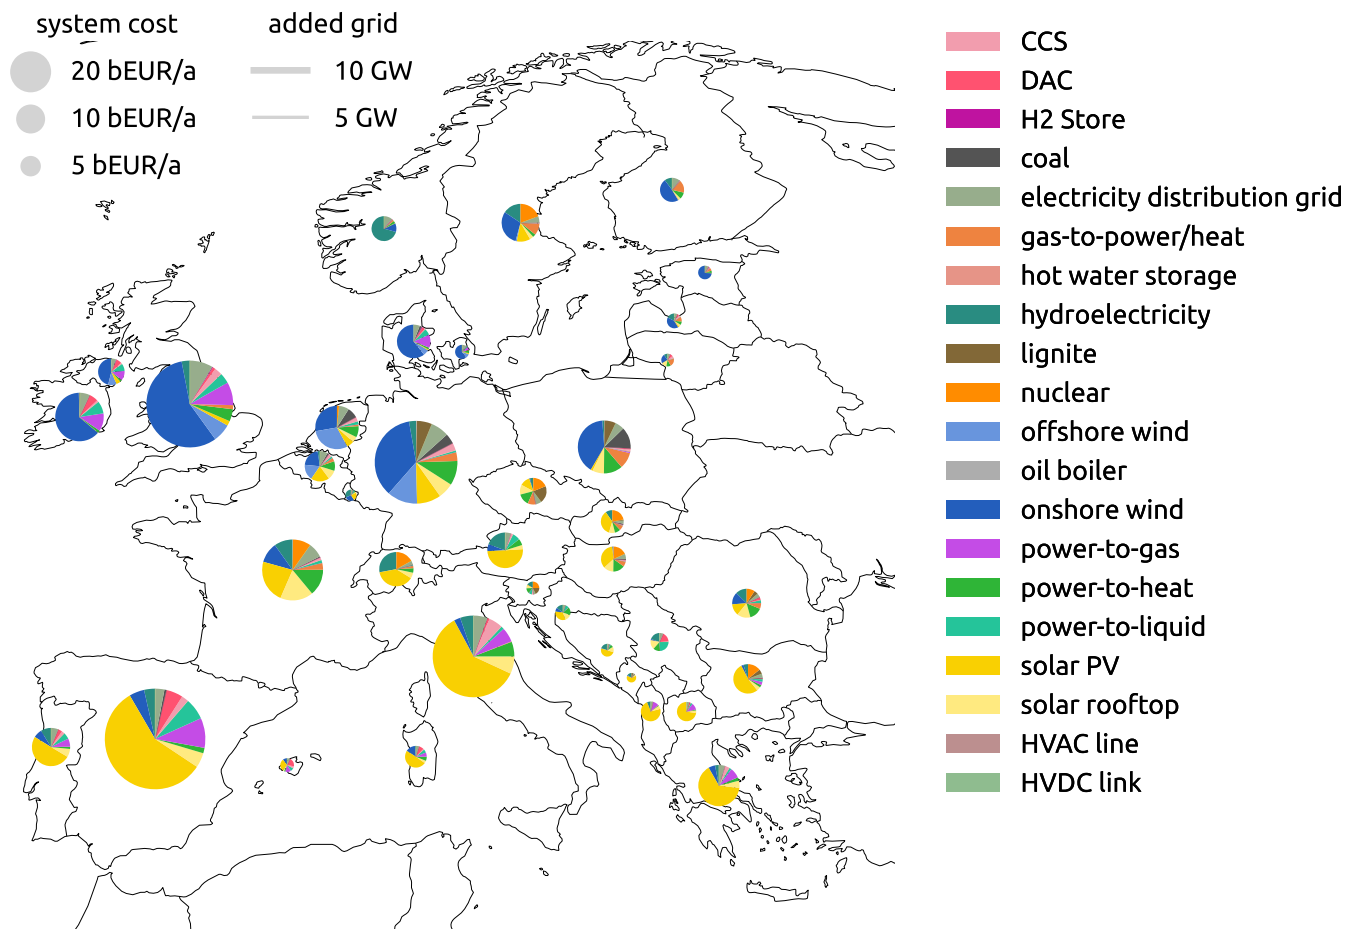 system cost
20 bEUR/a
10 bEUR/a
5 bEUR/a
added grid
10 GW
5 GW
CCS
DAC
H2 Store
coal
electricity distribution grid
gas-to-power/heat
hot water storage
hydroelectricity
lignite
nuclear
offshore wind
oil boiler
onshore wind
power-to-gas
power-to-heat
power-to-liquid
solar PV
solar rooftop
HVAC line
HVDC link